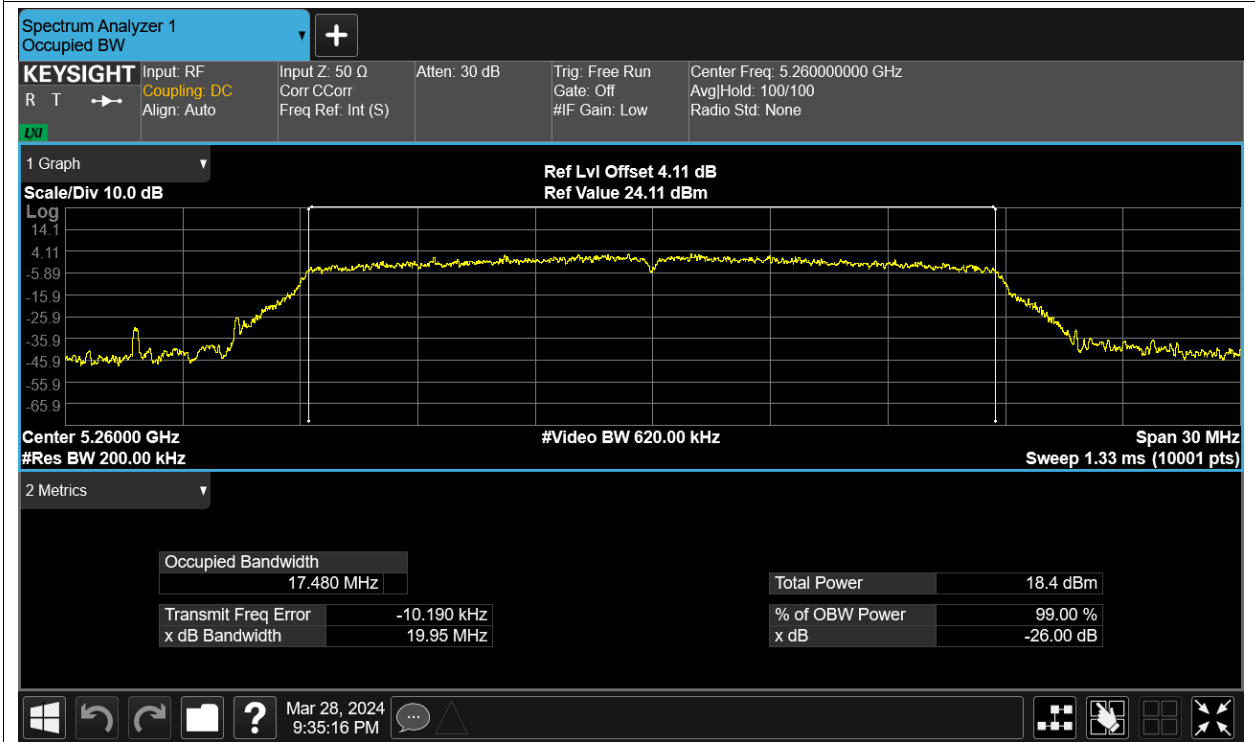 Spectrum Analyzer 1
Occupied BW
KEYSIGHT
R T
LXI
Input: RF
Coupling: DC
Align: Auto
Input Z: 50 Ω
Corr CCorr
Freq Ref: Int (S)
Atten: 30 dB
Trig: Free Run
Gate: Off
#IF Gain: Low
Center Freq: 5.260000000 GHz
Avg|Hold: 100/100
Radio Std: None
1 Graph
Scale/Div 10.0 dB
Ref Lvl Offset 4.11 dB
Ref Value 24.11 dBm
Log
14.1
4.11
-5.89
-15.9
-25.9
-35.9
-45.9
-55.9
-65.9
Center 5.26000 GHz
#Res BW 200.00 kHz
#Video BW 620.00 kHz
Span 30 MHz
Sweep 1.33 ms (10001 pts)
2 Metrics
Occupied Bandwidth
17.480 MHz
Transmit Freq Error -10.190 kHz
x dB Bandwidth 19.95 MHz
Total Power 18.4 dBm
% of OBW Power 99.00 %
x dB -26.00 dB
Mar 28, 2024
9:35:16 PM